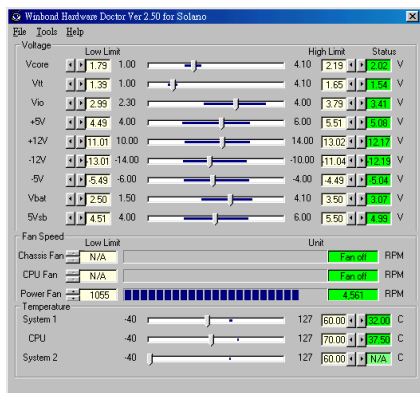 Winbond Hardware Doctor Ver 2.50 for Solano
File Tools Help
Voltage
Low Limit High Limit Status
Vcore 1.79 1.00 4.10 2.19 2.02 V
Vtt 1.39 1.00 4.10 1.65 1.54 V
Vio 2.99 2.30 4.00 3.79 3.41 V
+5V 4.49 4.00 6.00 5.51 5.08 V
+12V 11.01 10.00 14.00 13.02 12.17 V
-12V -13.01 -14.00 -10.00 -11.04 -12.19 V
-5V -5.49 -6.00 -4.00 -4.49 -5.04 V
Vbat 2.50 1.50 4.10 3.50 3.07 V
5Vsb 4.51 4.00 6.00 5.50 4.99 V
Fan Speed
Low Limit Unit
Chassis Fan N/A Fan off RPM
CPU Fan N/A Fan off RPM
Power Fan 1055 4,561 RPM
Temperature
System 1 -40 127 60.00 32.00 C
CPU -40 127 70.00 37.50 C
System 2 -40 127 60.00 N/A C